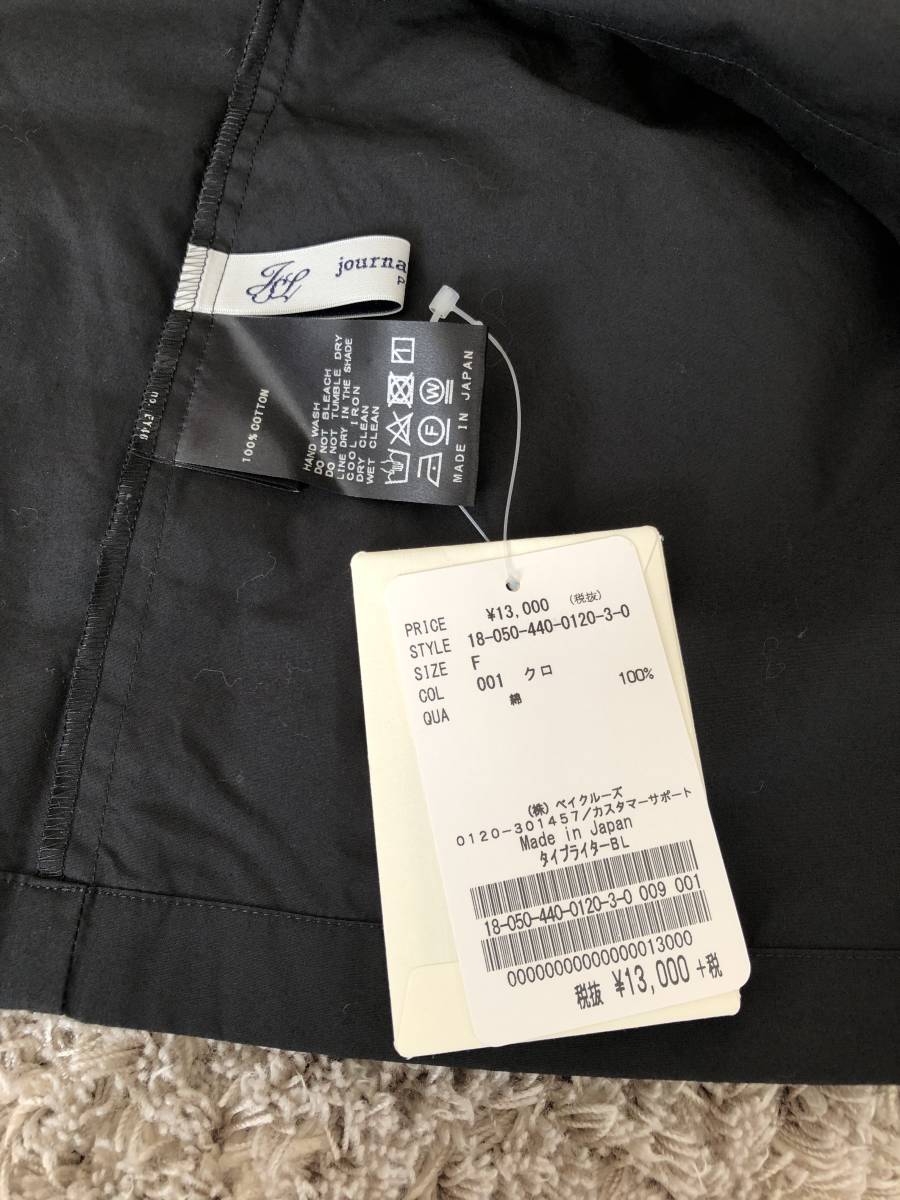 journa
p
no. EY46
100% COTTON
HAND WASH
DO NOT BLEACH
DO NOT TUMBLE DRY
LINE DRY IN THE SHADE
COOL IRON
DRY CLEAN
WET CLEAN
F W
MADE IN JAPAN
PRICE ¥13,000 (税抜)
STYLE 18-050-440-0120-3-0
SIZE F
COL 001 クロ
QUA 綿 100%
(株)ベイクルーズ
0120-301457/カスタマーサポート
Made in Japan
タイプライターBL
18-050-440-0120-3-0 009 001
00000000000000013000
税抜 ¥13,000 +税